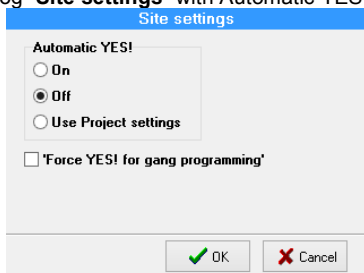 og "Site settings" with Automatic YES
Site settings
Automatic YES!
On
Off
Use Project settings
'Force YES! for gang programming'
OK
Cancel